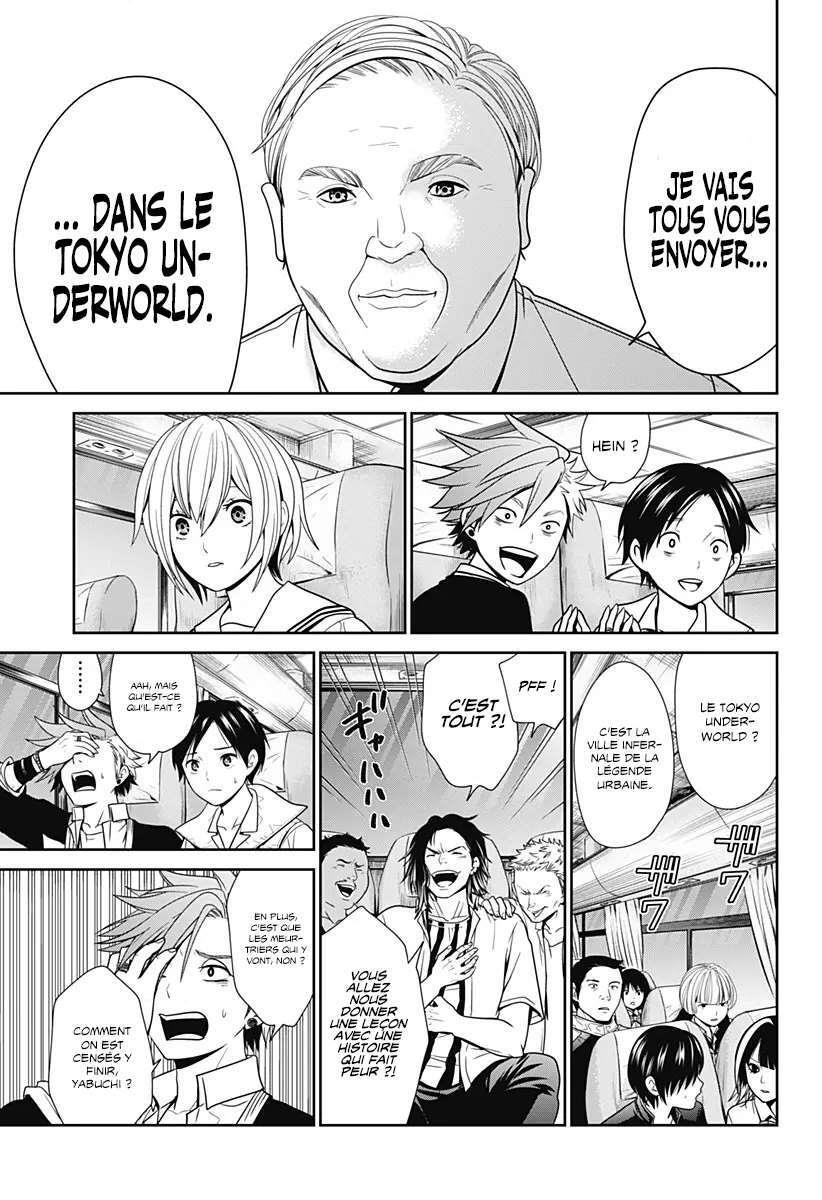 JE VAIS
TOUS VOUS
ENVOYER...
... DANS LE
TOKYO UN-
DERWORLD.
HEIN ?
LE TOKYO
UNDER-
WORLD ?
C'EST LA
VILLE INFER-
NALE DE LA
LÉGENDE
URBAINE.
ザワ
ザワ
PFF !
C'EST
TOUT ?!
ギャハハハ
VOUS
ALLEZ
NOUS
DONNER
UNE LEÇON
AVEC UNE
HISTOIRE
QUI FAIT
PEUR ?!
AAH, MAIS
QU'EST-CE
QU'IL FAIT ?
......
EN PLUS,
C'EST QUE
LES MEUR-
TRIERS QUI Y
VONT, NON ?
COMMENT
ON EST
CENSÉS Y
FINIR,
YABUCHI ?